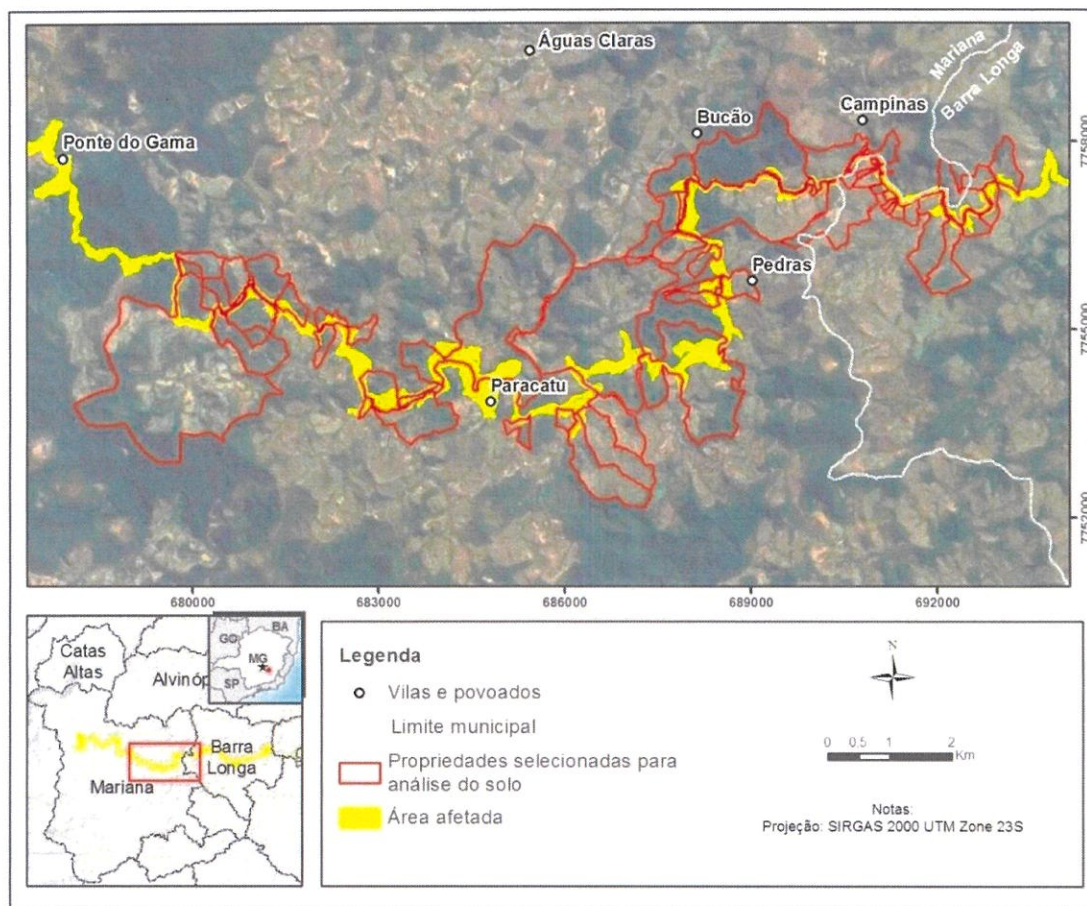 Águas Claras
Mariana
Barra Longa
Campinas
Bucão
Ponte do Gama
Pedras
Paracatu
7758000
7756000
7752000
680000
683000
686000
689000
692000
Catas
Altas
Alvinóp
Barra
Longa
Mariana
GO
BA
MG
SP
Legenda
Vilas e povoados
Limite municipal
Propriedades selecionadas para
análise do solo
Área afetada
N
0 0.5 1 2
Km
Notas:
Projeção: SIRGAS 2000 UTM Zone 23S